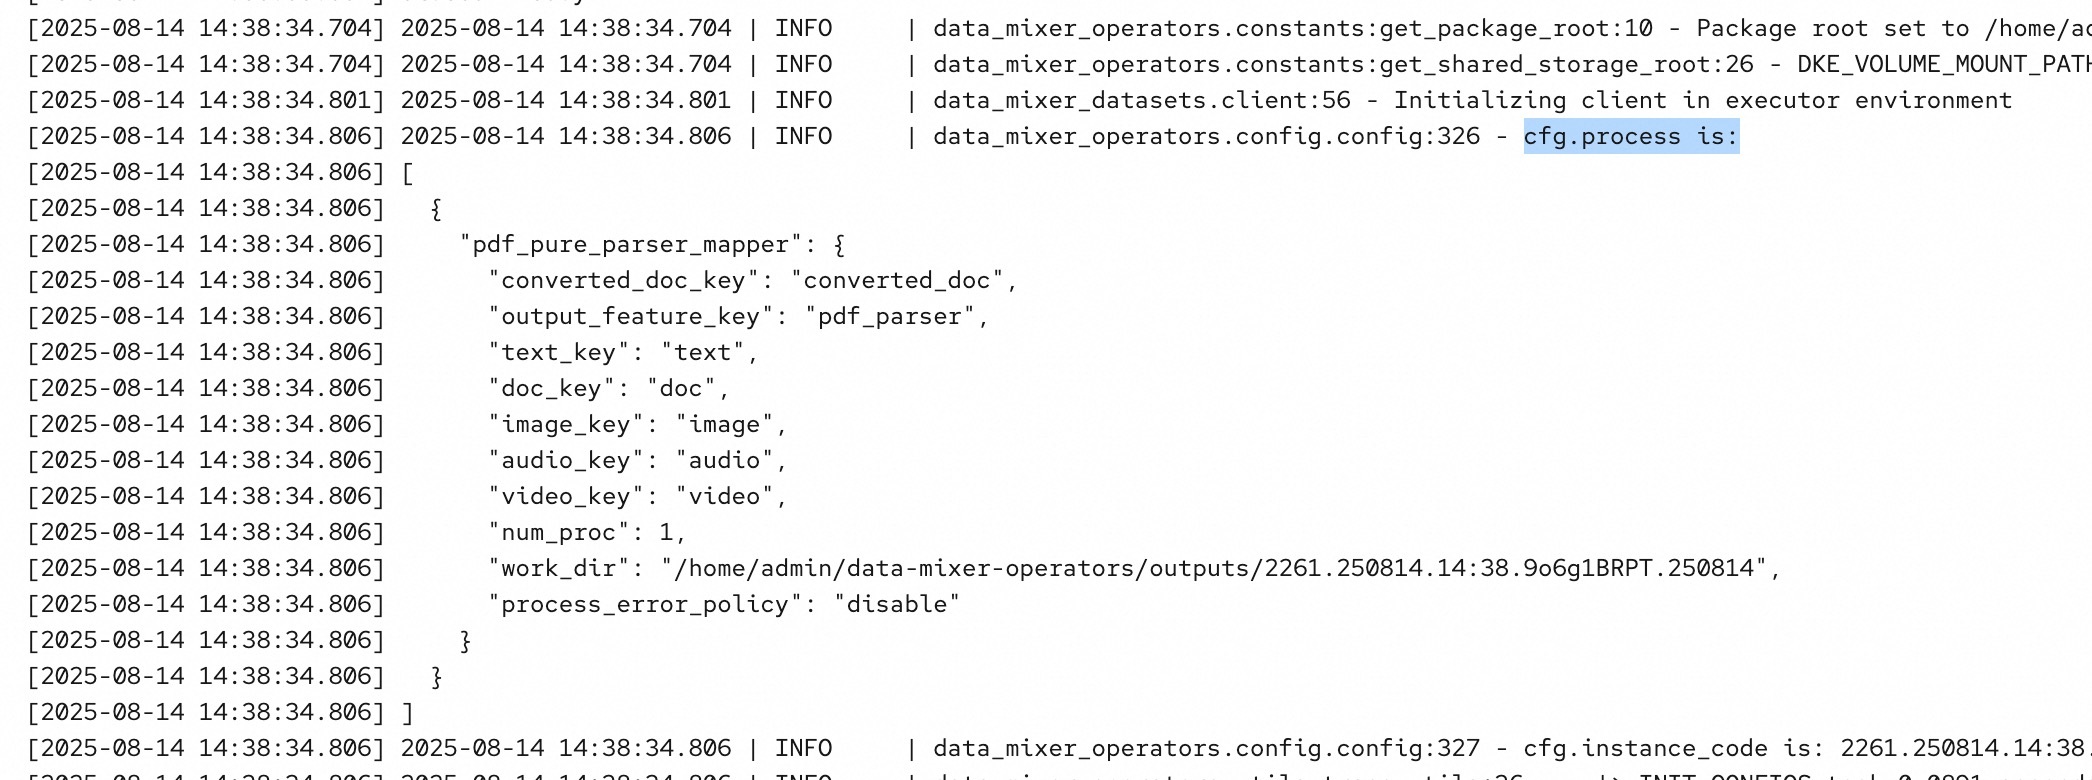 [2025-08-14 14:38:34.704] 2025-08-14 14:38:34.704 | INFO     | data_mixer_operators.constants:get_package_root:10 - Package root set to /home/ad
[2025-08-14 14:38:34.704] 2025-08-14 14:38:34.704 | INFO     | data_mixer_operators.constants:get_shared_storage_root:26 - DKE_VOLUME_MOUNT_PATH
[2025-08-14 14:38:34.801] 2025-08-14 14:38:34.801 | INFO     | data_mixer_datasets.client:56 - Initializing client in executor environment
[2025-08-14 14:38:34.806] 2025-08-14 14:38:34.806 | INFO     | data_mixer_operators.config.config:326 - cfg.process is:
[2025-08-14 14:38:34.806] [
[2025-08-14 14:38:34.806]   {
[2025-08-14 14:38:34.806]     "pdf_pure_parser_mapper": {
[2025-08-14 14:38:34.806]       "converted_doc_key": "converted_doc",
[2025-08-14 14:38:34.806]       "output_feature_key": "pdf_parser",
[2025-08-14 14:38:34.806]       "text_key": "text",
[2025-08-14 14:38:34.806]       "doc_key": "doc",
[2025-08-14 14:38:34.806]       "image_key": "image",
[2025-08-14 14:38:34.806]       "audio_key": "audio",
[2025-08-14 14:38:34.806]       "video_key": "video",
[2025-08-14 14:38:34.806]       "num_proc": 1,
[2025-08-14 14:38:34.806]       "work_dir": "/home/admin/data-mixer-operators/outputs/2261.250814.14:38.9o6g1BRPT.250814",
[2025-08-14 14:38:34.806]       "process_error_policy": "disable"
[2025-08-14 14:38:34.806]     }
[2025-08-14 14:38:34.806]   }
[2025-08-14 14:38:34.806] ]
[2025-08-14 14:38:34.806] 2025-08-14 14:38:34.806 | INFO     | data_mixer_operators.config.config:327 - cfg.instance_code is: 2261.250814.14:38.